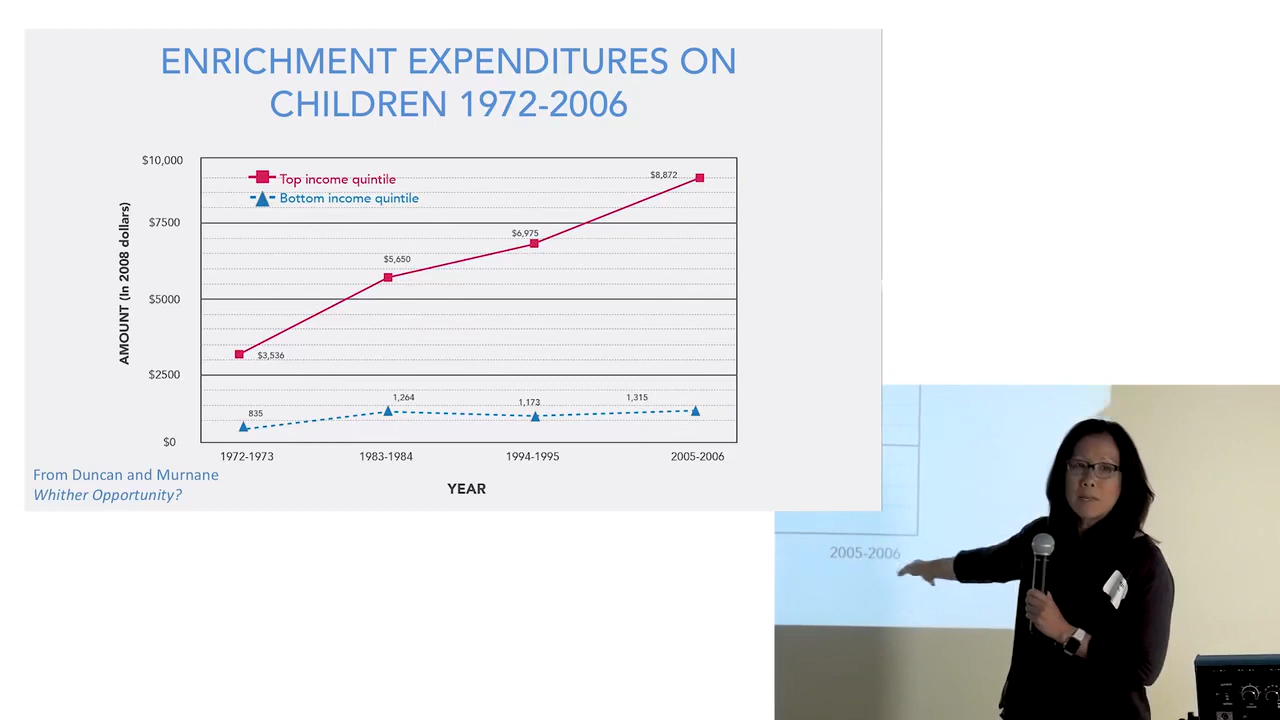 ENRICHMENT EXPENDITURES ON
CHILDREN 1972-2006
AMOUNT (In 2008 dollars)
$10,000
$7500
$5000
$2500
$0
Top income quintile
Bottom income quintile
$3,536
$5,650
$6,975
$8,872
835
1,264
1,173
1,315
1972-1973
1983-1984
1994-1995
2005-2006
YEAR
From Duncan and Murnane
Whither Opportunity?
2005-2006